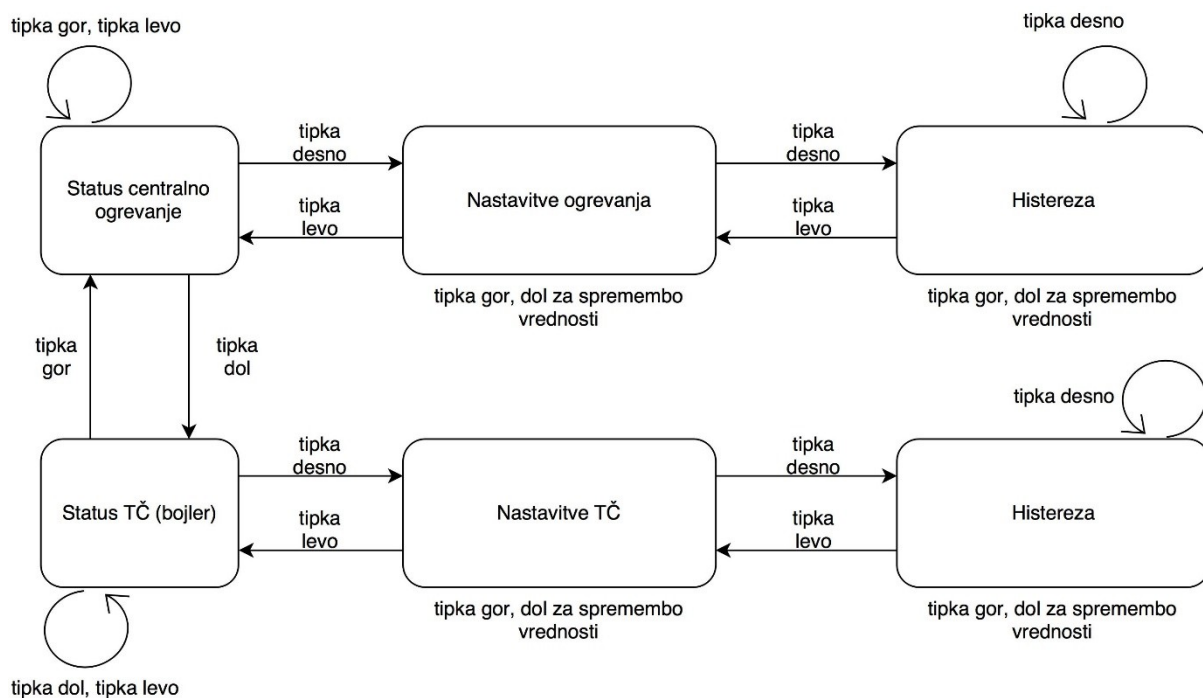 tipka gor, tipka levo
tipka desno
tipka
desno
tipka
desno
Status centralno
ogrevanje
Nastavitve ogrevanja
Histereza
tipka
levo
tipka
levo
tipka gor, dol za spremembo
vrednosti
tipka gor, dol za spremembo
vrednosti
tipka
gor
tipka
dol
tipka desno
tipka
desno
tipka
desno
Status TČ (bojler)
Nastavitve TČ
Histereza
tipka
levo
tipka
levo
tipka gor, dol za spremembo
vrednosti
tipka gor, dol za spremembo
vrednosti
tipka dol, tipka levo